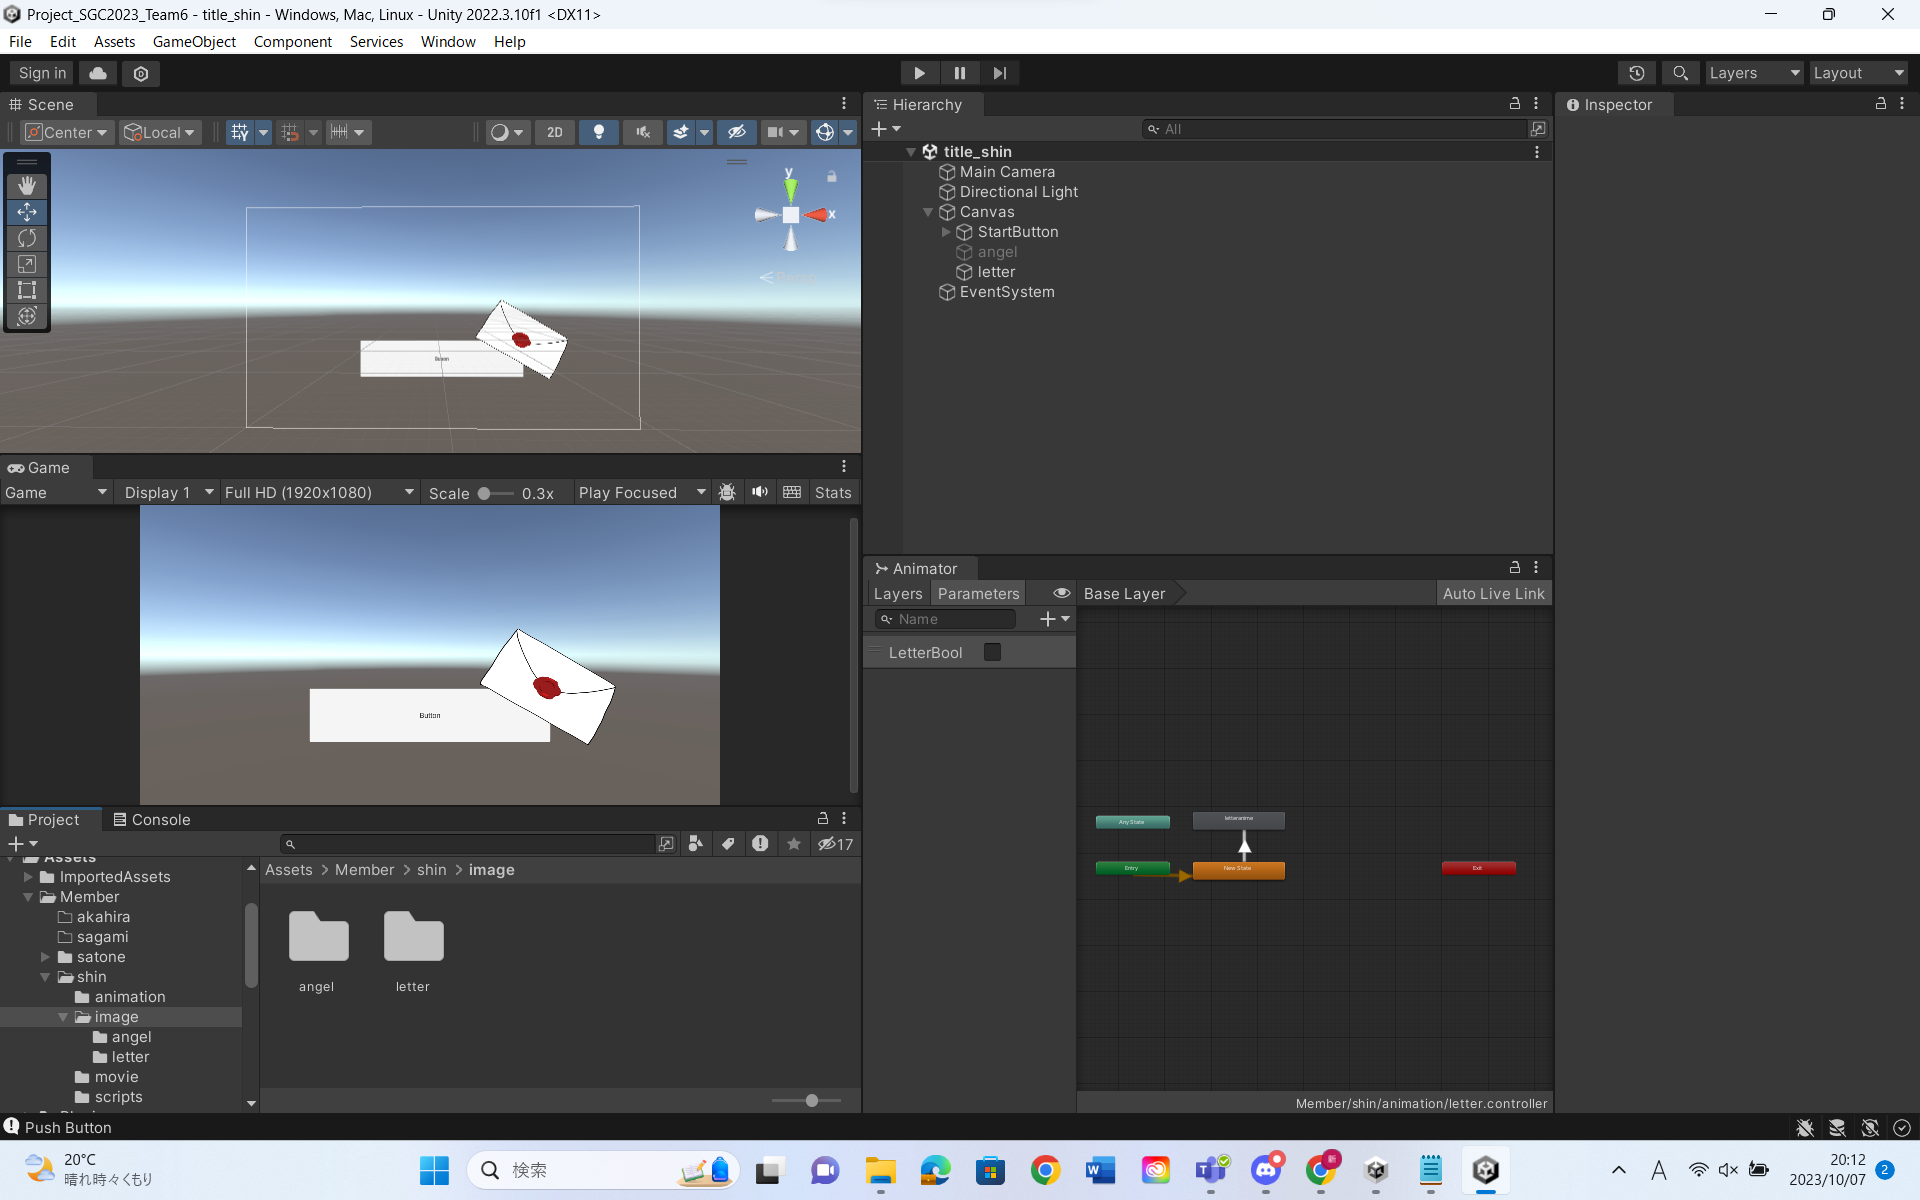 Project_SGC2023_Team6 - title_shin - Windows, Mac, Linux - Unity 2022.3.10f1 <DX11>
File Edit Assets GameObject Component Services Window Help
Sign in
Layers
Layout
Scene
Center
Local
2D
y
x
Game
Game
Display 1
Full HD (1920x1080)
Scale
0.3x
Play Focused
Stats
Button
Hierarchy
All
title_shin
Main Camera
Directional Light
Canvas
StartButton
angel
letter
EventSystem
Inspector
Animator
Layers
Parameters
Base Layer
Auto Live Link
Name
LetterBool
Any State
letteranime
Entry
New State
Exit
Member/shin/animation/letter.controller
Project
Console
17
Assets
ImportedAssets
Member
akahira
sagami
satone
shin
animation
image
angel
letter
movie
scripts
Assets > Member > shin > image
angel
letter
Push Button
20°C
晴れ時々くもり
検索
新
A
20:12
2023/10/07
2